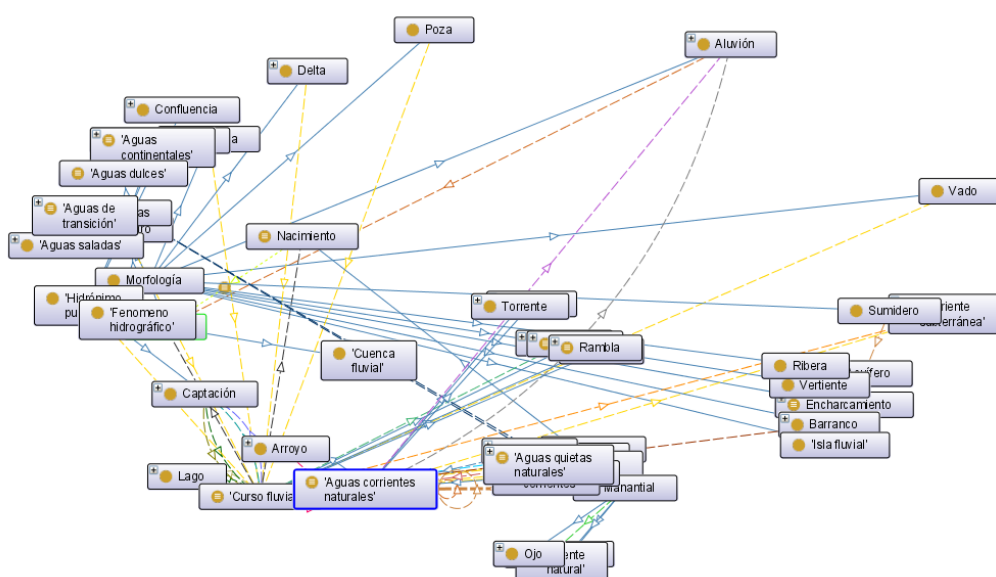 Poza
Aluvión
Delta
Confluencia
'Aguas
continentales'
'Aguas dulces'
Vado
'Aguas de
transición'
Nacimiento
'Aguas saladas'
Morfología
'Hidrónimo
'Fenomeno
hidrográfico'
Torrente
Sumidero
subterránea'
Rambla
'Cuenca
fluvial'
Ribera
Vertiente
Captación
Encharcamiento
Barranco
'Isla fluvial'
Arroyo
'Aguas quietas
naturales'
Lago
'Curso fluvial
'Aguas corrientes
naturales'
Manantial
Ojo
natural'